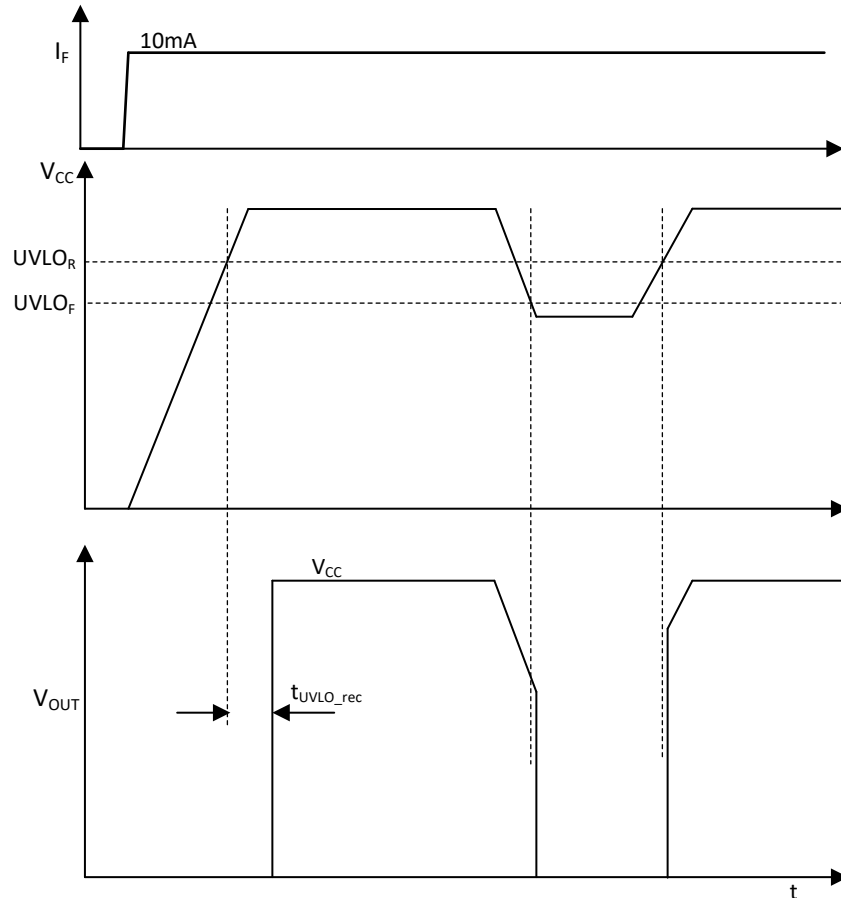 10mA
IF
VCC
UVLOR
UVLOF
VCC
tUVLO_rec
VOUT
t